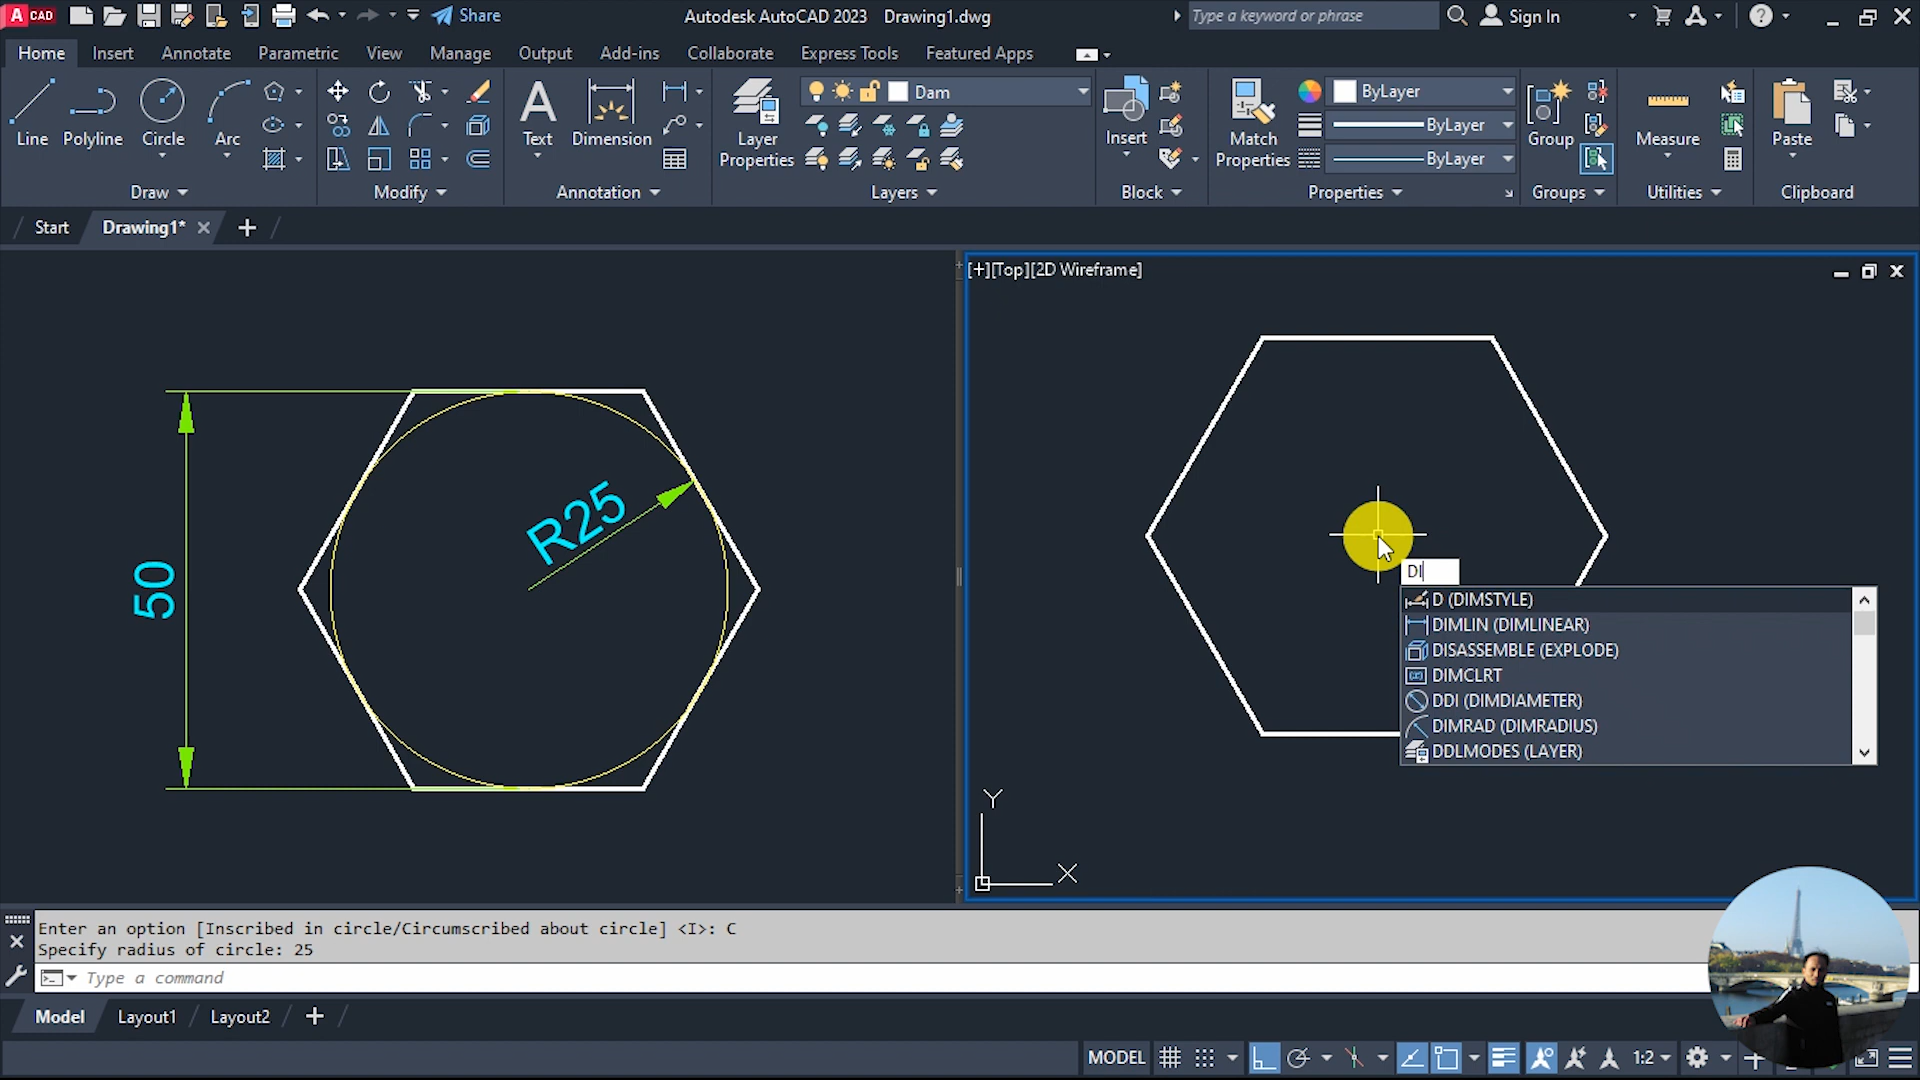 A CAD
Share
Autodesk AutoCAD 2023 Drawing1.dwg
Type a keyword or phrase
Sign In
Home Insert Annotate Parametric View Manage Output Add-ins Collaborate Express Tools Featured Apps
Line Polyline Circle Arc
Text Dimension
Layer Properties
Dam
Insert
Match Properties
ByLayer
ByLayer
ByLayer
Group
Measure
Paste
Draw Modify Annotation Layers Block Properties Groups Utilities Clipboard
Start Drawing1*
[+][Top][2D Wireframe]
50
R25
DI
D (DIMSTYLE)
DIMLIN (DIMLINEAR)
DISASSEMBLE (EXPLODE)
DIMCLRT
DDI (DIMDIAMETER)
DIMRAD (DIMRADIUS)
DDLMODES (LAYER)
Y
X
Enter an option [Inscribed in circle/Circumscribed about circle] <I>: C
Specify radius of circle: 25
Type a command
Model Layout1 Layout2
MODEL 1:2